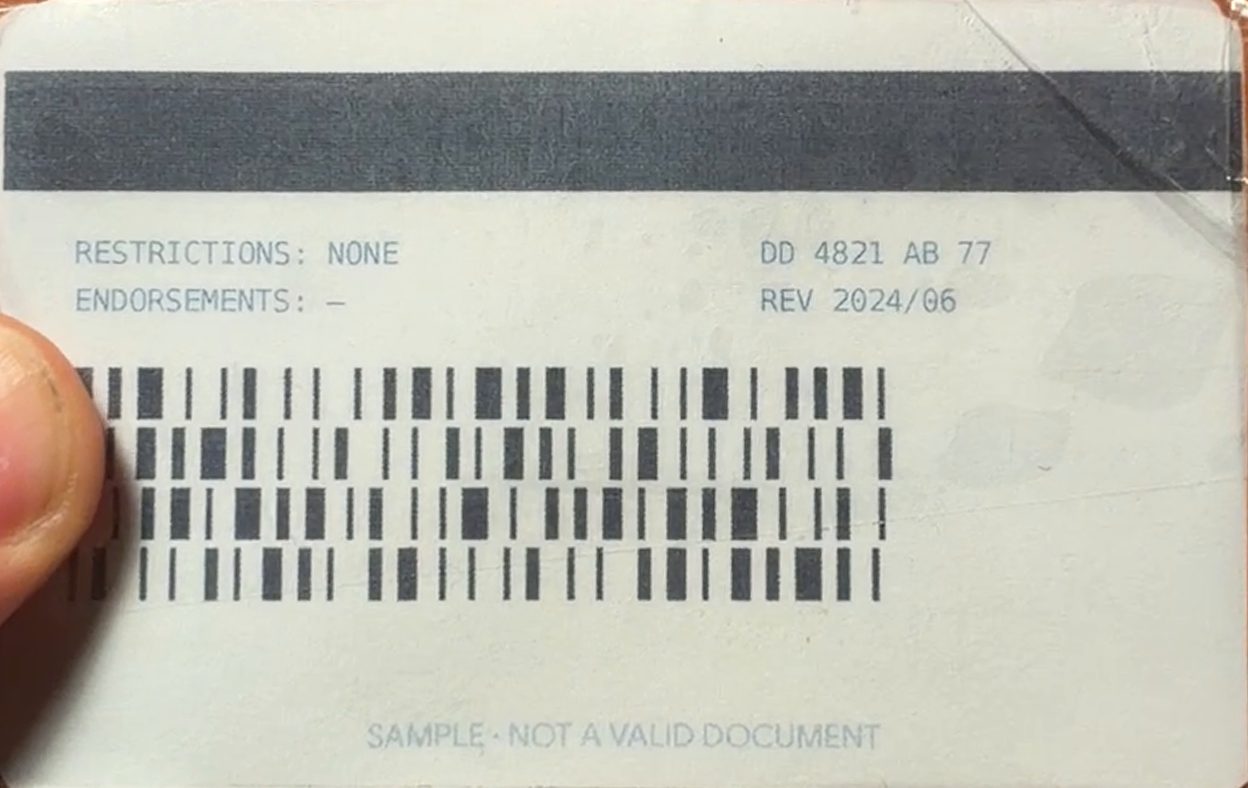 RESTRICTIONS: NONE
ENDORSEMENTS: –
DD 4821 AB 77
REV 2024/06
SAMPLE · NOT A VALID DOCUMENT